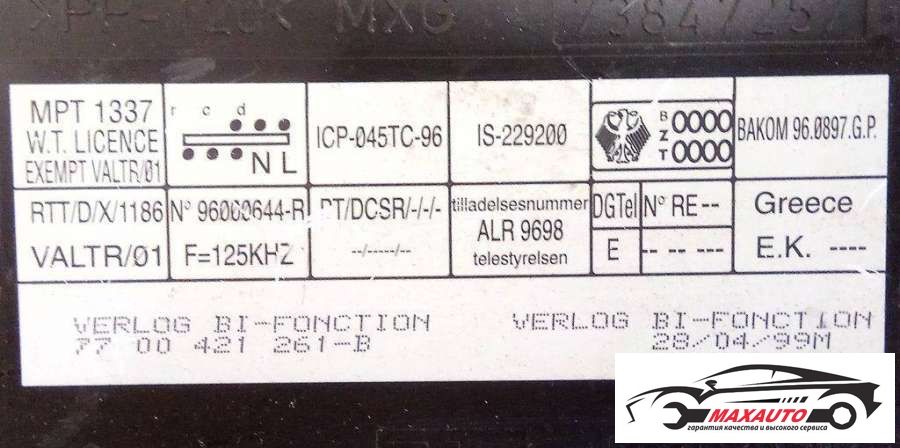 MPT 1337
W.T. LICENCE
EXEMPT VALTR/01
r c d
N L
ICP-045TC-96
IS-229200
B Z T
0000
0000
BAKOM 96.0897.G.P.
RTT/D/X/1186
VALTR/01
F=125KHZ
PT/DCSR/-/-/-
--/-----/--
tilladelsesnummer
ALR 9698
telestyrelsen
DGTel
E
N° RE--
-- -- ---
Greece
E.K. ----
VERLOG BI-FONCTION
77 00 421 261-B
VERLOG BI-FONCTION
28/04/99M
MAXAUTO
гарантия качества и высокого сервиса